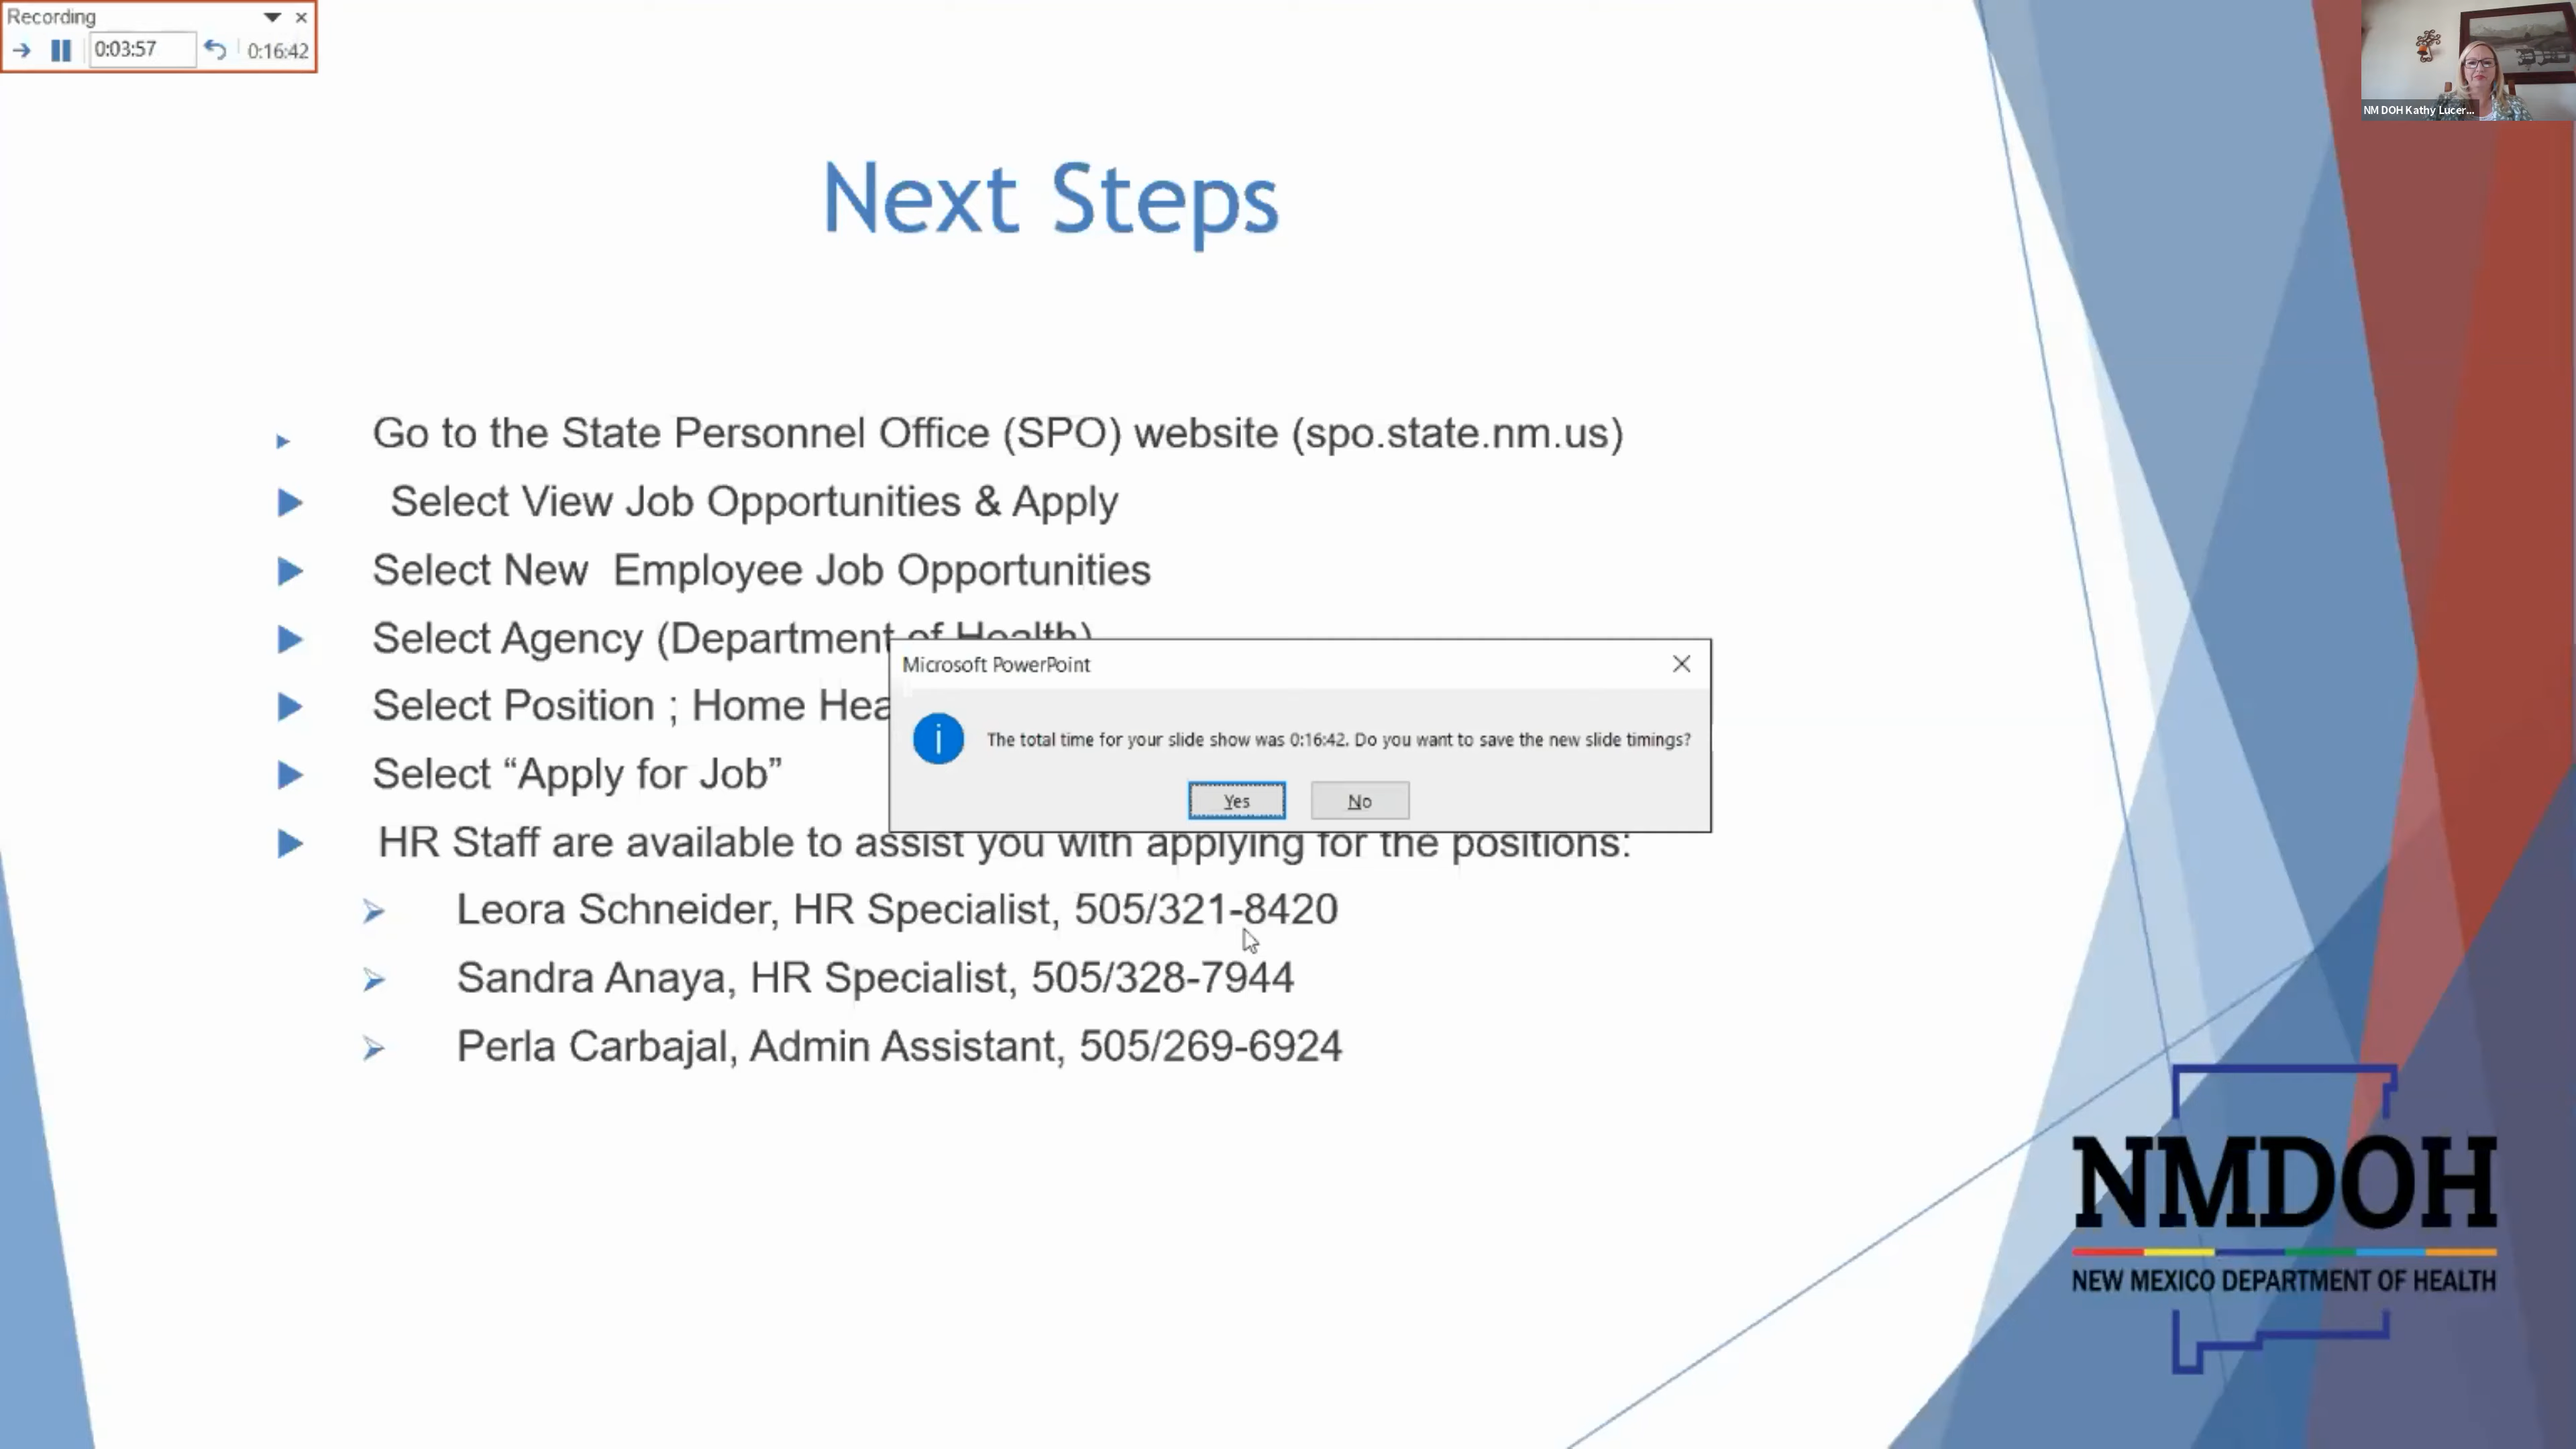 Recording
0:03:57
0:16:42
NM DOH Kathy Lucer...
Next Steps
Go to the State Personnel Office (SPO) website (spo.state.nm.us)
Select View Job Opportunities & Apply
Select New Employee Job Opportunities
Select Agency (Department of Health)
Select Position ; Home
Select “Apply for Job”
HR Staff are available to assist you with applying for the positions:
Leora Schneider, HR Specialist, 505/321-8420
Sandra Anaya, HR Specialist, 505/328-7944
Perla Carbajal, Admin Assistant, 505/269-6924
Microsoft PowerPoint
The total time for your slide show was 0:16:42. Do you want to save the new slide timings?
Yes
No
NMDOH
NEW MEXICO DEPARTMENT OF HEALTH